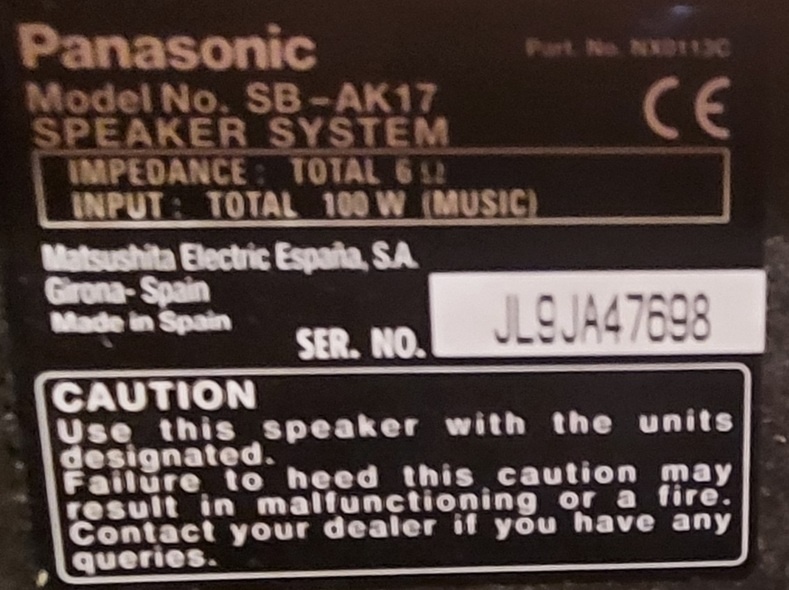 Panasonic
Part. No. NX0113C
Model No. SB-AK17
SPEAKER SYSTEM
IMPEDANCE : TOTAL 6 Ω
INPUT : TOTAL 100 W (MUSIC)
CE
Matsushita Electric España, S.A.
Girona- Spain
Made in Spain
SER. NO. JL9JA47698
CAUTION
Use this speaker with the units
designated.
Failure to heed this caution may
result in malfunctioning or a fire.
Contact your dealer if you have any
queries.